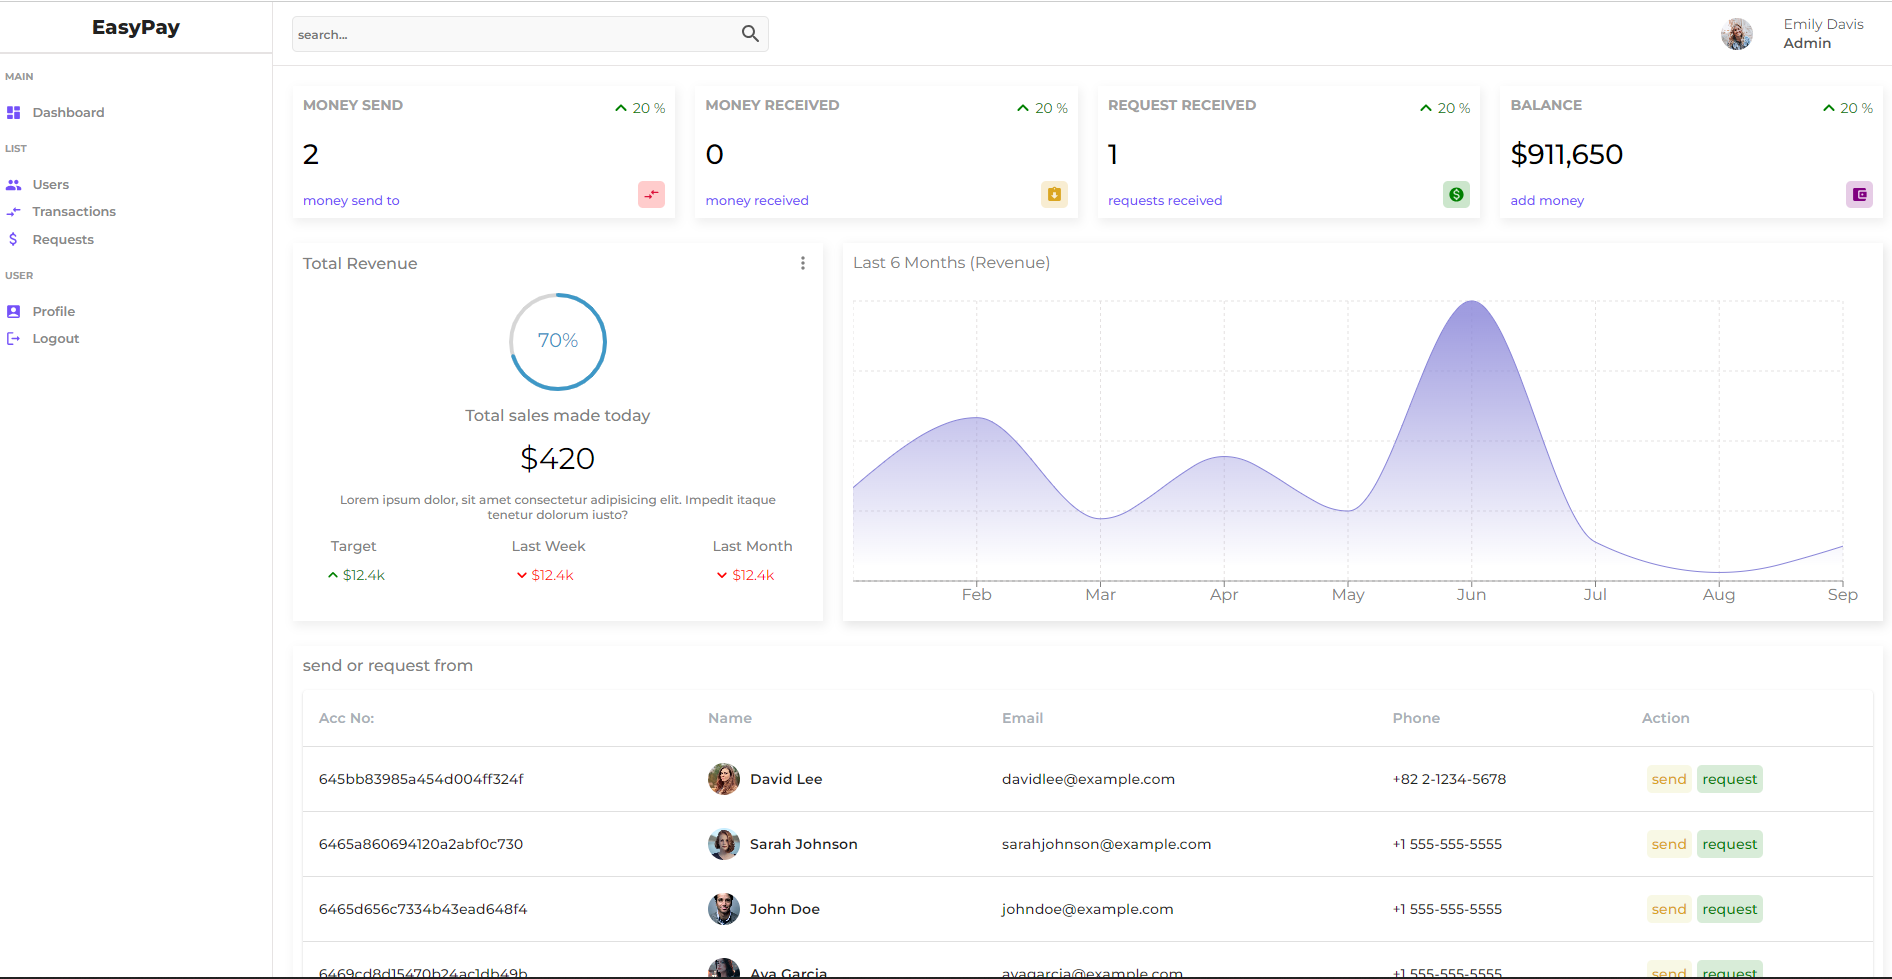 EasyPay
search...
Emily Davis
Admin
MAIN
Dashboard
LIST
Users
Transactions
Requests
USER
Profile
Logout
MONEY SEND
20 %
2
money send to
MONEY RECEIVED
20 %
0
money received
REQUEST RECEIVED
20 %
1
requests received
BALANCE
20 %
$911,650
add money
Total Revenue
70%
Total sales made today
$420
Lorem ipsum dolor, sit amet consectetur adipisicing elit. Impedit itaque
tenetur dolorum iusto?
Target Last Week Last Month
$12.4k $12.4k $12.4k
Last 6 Months (Revenue)
Feb Mar Apr May Jun Jul Aug Sep
send or request from
Acc No: Name Email Phone Action
645bb83985a454d004ff324f David Lee davidlee@example.com +82 2-1234-5678 send request
6465a860694120a2abf0c730 Sarah Johnson sarahjohnson@example.com +1 555-555-5555 send request
6465d656c7334b43ead648f4 John Doe johndoe@example.com +1 555-555-5555 send request
6469cd8d15470b24ac1db49b Ava Garcia avagarcia@example.com +1 555-555-5555 send request